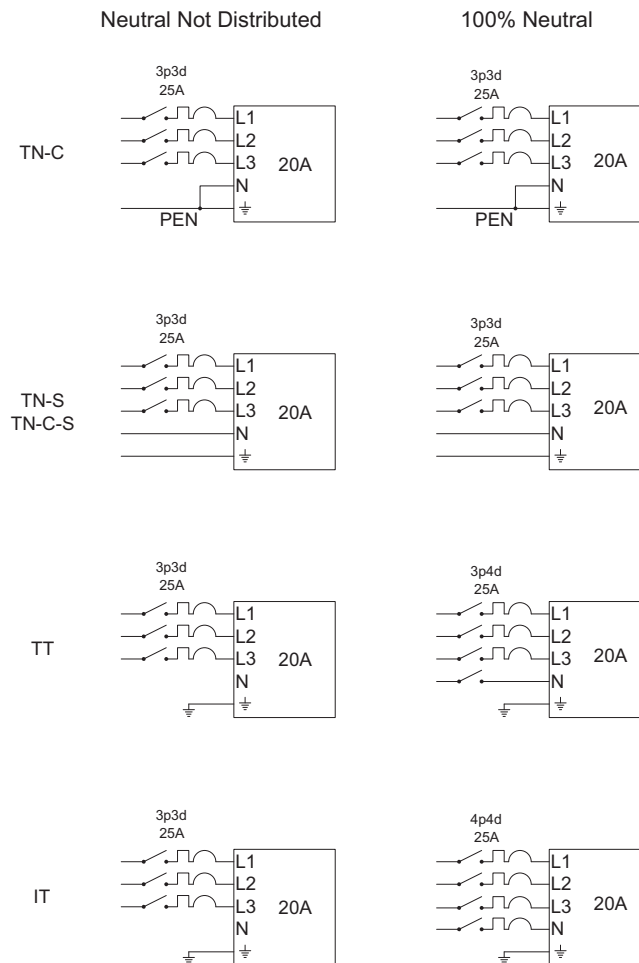 Neutral Not Distributed 100% Neutral
3p3d 3p3d
25A 25A
L1 L1
L2 L2
TN-C L3 20A L3 20A
N N
PEN PEN
3p3d 3p3d
25A 25A
L1 L1
L2 L2
TN-S L3 20A L3 20A
TN-C-S N N
3p3d 3p4d
25A 25A
L1 L1
L2 L2
TT L3 20A L3 20A
N N
3p3d 4p4d
25A 25A
L1 L1
L2 L2
IT L3 20A L3 20A
N N